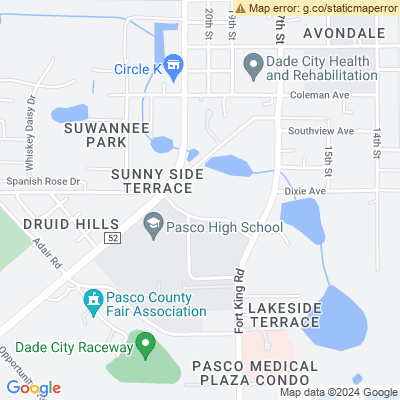 Map error: g.co/staticmaperror
20th St
19th St
7th St
AVONDALE
Circle K
Dade City Health
and Rehabilitation
Coleman Ave
Whiskey Daisy Dr
SUWANNEE
PARK
Southview Ave
15th St
14th St
SUNNY SIDE
TERRACE
Spanish Rose Dr
Dixie Ave
DRUID HILLS
Pasco High School
52
Adair Rd
Fort King Rd
Pasco County
Fair Association
LAKESIDE
TERRACE
Dade City Raceway
PASCO MEDICAL
PLAZA CONDO
Google
Map data ©2024 Google